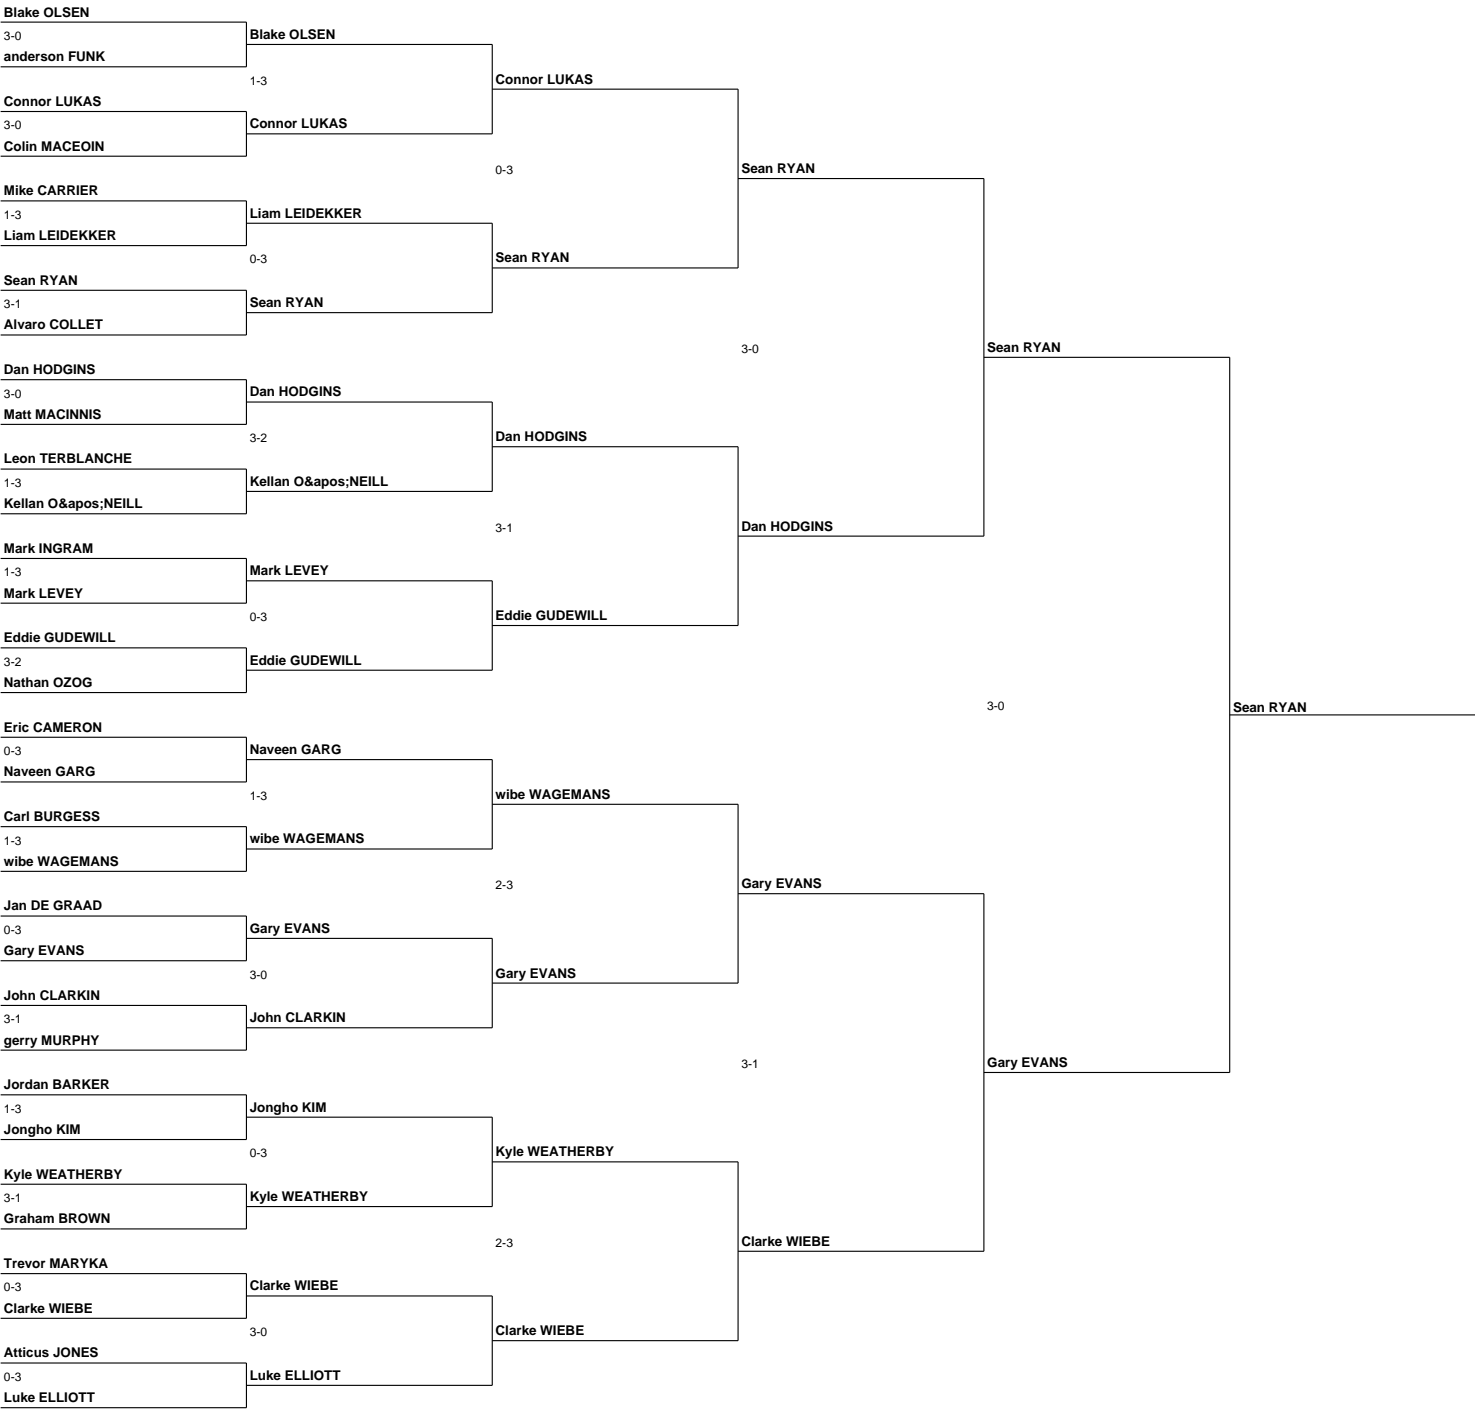 Blake OLSEN
3-0
anderson FUNK
Connor LUKAS
3-0
Colin MACEOIN
Mike CARRIER
1-3
Liam LEIDEKKER
Sean RYAN
3-1
Alvaro COLLET
Dan HODGINS
3-0
Matt MACINNIS
Leon TERBLANCHE
1-3
Kellan O&apos;NEILL
Mark INGRAM
1-3
Mark LEVEY
Eddie GUDEWILL
3-2
Nathan OZOG
Eric CAMERON
0-3
Naveen GARG
Carl BURGESS
1-3
wibe WAGEMANS
Jan DE GRAAD
0-3
Gary EVANS
John CLARKIN
3-1
gerry MURPHY
Jordan BARKER
1-3
Jongho KIM
Kyle WEATHERBY
3-1
Graham BROWN
Trevor MARYKA
0-3
Clarke WIEBE
Atticus JONES
0-3
Luke ELLIOTT
Blake OLSEN
1-3
Connor LUKAS
Liam LEIDEKKER
0-3
Sean RYAN
Dan HODGINS
3-2
Kellan O&apos;NEILL
Mark LEVEY
0-3
Eddie GUDEWILL
Naveen GARG
1-3
wibe WAGEMANS
Gary EVANS
3-0
John CLARKIN
Jongho KIM
0-3
Kyle WEATHERBY
Clarke WIEBE
3-0
Luke ELLIOTT
Connor LUKAS
0-3
Sean RYAN
Dan HODGINS
3-1
Eddie GUDEWILL
wibe WAGEMANS
2-3
Gary EVANS
Kyle WEATHERBY
2-3
Clarke WIEBE
Sean RYAN
3-0
Dan HODGINS
Gary EVANS
3-1
Clarke WIEBE
Sean RYAN
3-0
Gary EVANS
Sean RYAN